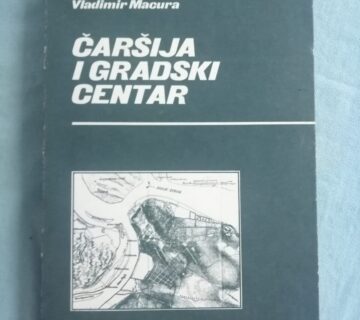 Vladimir Macura
ČARŠIJA
I GRADSKI
CENTAR